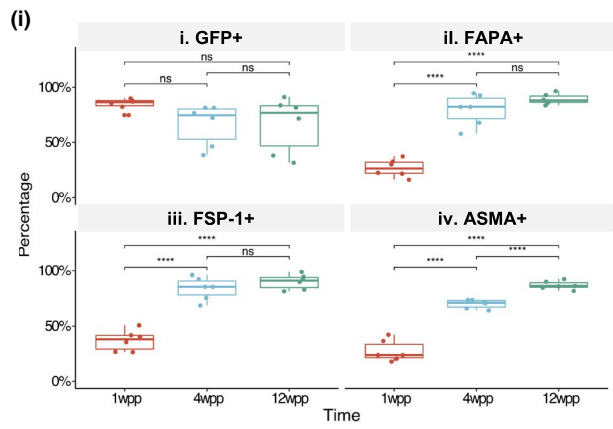 (i)
i. GFP+
iI. FAPA+
ns
ns
ns
****
****
ns
100%
50%
0%
iii. FSP-1+
iv. ASMA+
****
****
ns
****
****
****
100%
50%
0%
Percentage
1wpp 4wpp 12wpp
1wpp 4wpp 12wpp
Time